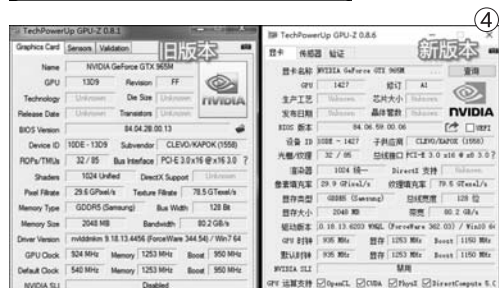 ④
TechPowerUp GPU-Z 0.8.1
Graphics Card Sensors Validation
旧版本
Name NVIDIA GeForce GTX 965M
GPU 13D9 Revision FF
Technology Unknown Die Size Unknown
NVIDIA
Release Date Unknown Transistors Unknown
BIOS Version 84.04.28.00.13
Device ID 10DE - 13D9 Subvendor CLEVO/KAPOK (1558)
ROPs/TMUs 32 / 85 Bus Interface PCI-E 3.0 x16 @ x16 3.0 ?
Shaders 1024 Unified DirectX Support Unknown
Pixel Fillrate 29.6 GPixel/s Texture Fillrate 78.5 GTexel/s
Memory Type GDDR5 (Samsung) Bus Width 128 Bit
Memory Size 2048 MB Bandwidth 80.2 GB/s
Driver Version nvlddmkm 9.18.13.4456 (ForceWare 344.54) / Win7 64
GPU Clock 924 MHz Memory 1253 MHz Boost 950 MHz
Default Clock 540 MHz Memory 1253 MHz Boost 950 MHz
NVIDIA SLI Disabled
TechPowerUp GPU-Z 0.8.6
显卡 传感器 验证
新版本
显卡名称 NVIDIA GeForce GTX 965M 查询
GPU 1427 修订 A1
生产工艺 Unknown 芯片大小 Unknown
NVIDIA
发布日期 Unknown 晶体管数 Unknown
BIOS 版本 84.06.59.00.06 UEFI
设备 ID 10DE - 1427 子供应商 CLEVO/KAPOK (1558)
光栅/纹理 32 / 85 总线接口 PCI-E 3.0 x16 @ x8 3.0 ?
渲染器 1024 统一 DirectX 支持
像素填充率 29.9 GPixel/s 纹理填充率 79.5 GTexel/s
显存类型 GDDR5 (Samsung) 总线宽度 128 位
显存大小 2048 MB 带宽 80.2 GB/s
驱动版本 10.18.13.6203 WHQL (ForceWare 362.03) / Win10 64
GPU 时钟 935 MHz 显存 1253 MHz Boost 1150 MHz
默认时钟 935 MHz 显存 1253 MHz Boost 1150 MHz
NVIDIA SLI 禁用
GPU 运算支持 OpenCL CUDA PhysX DirectCompute 5.0